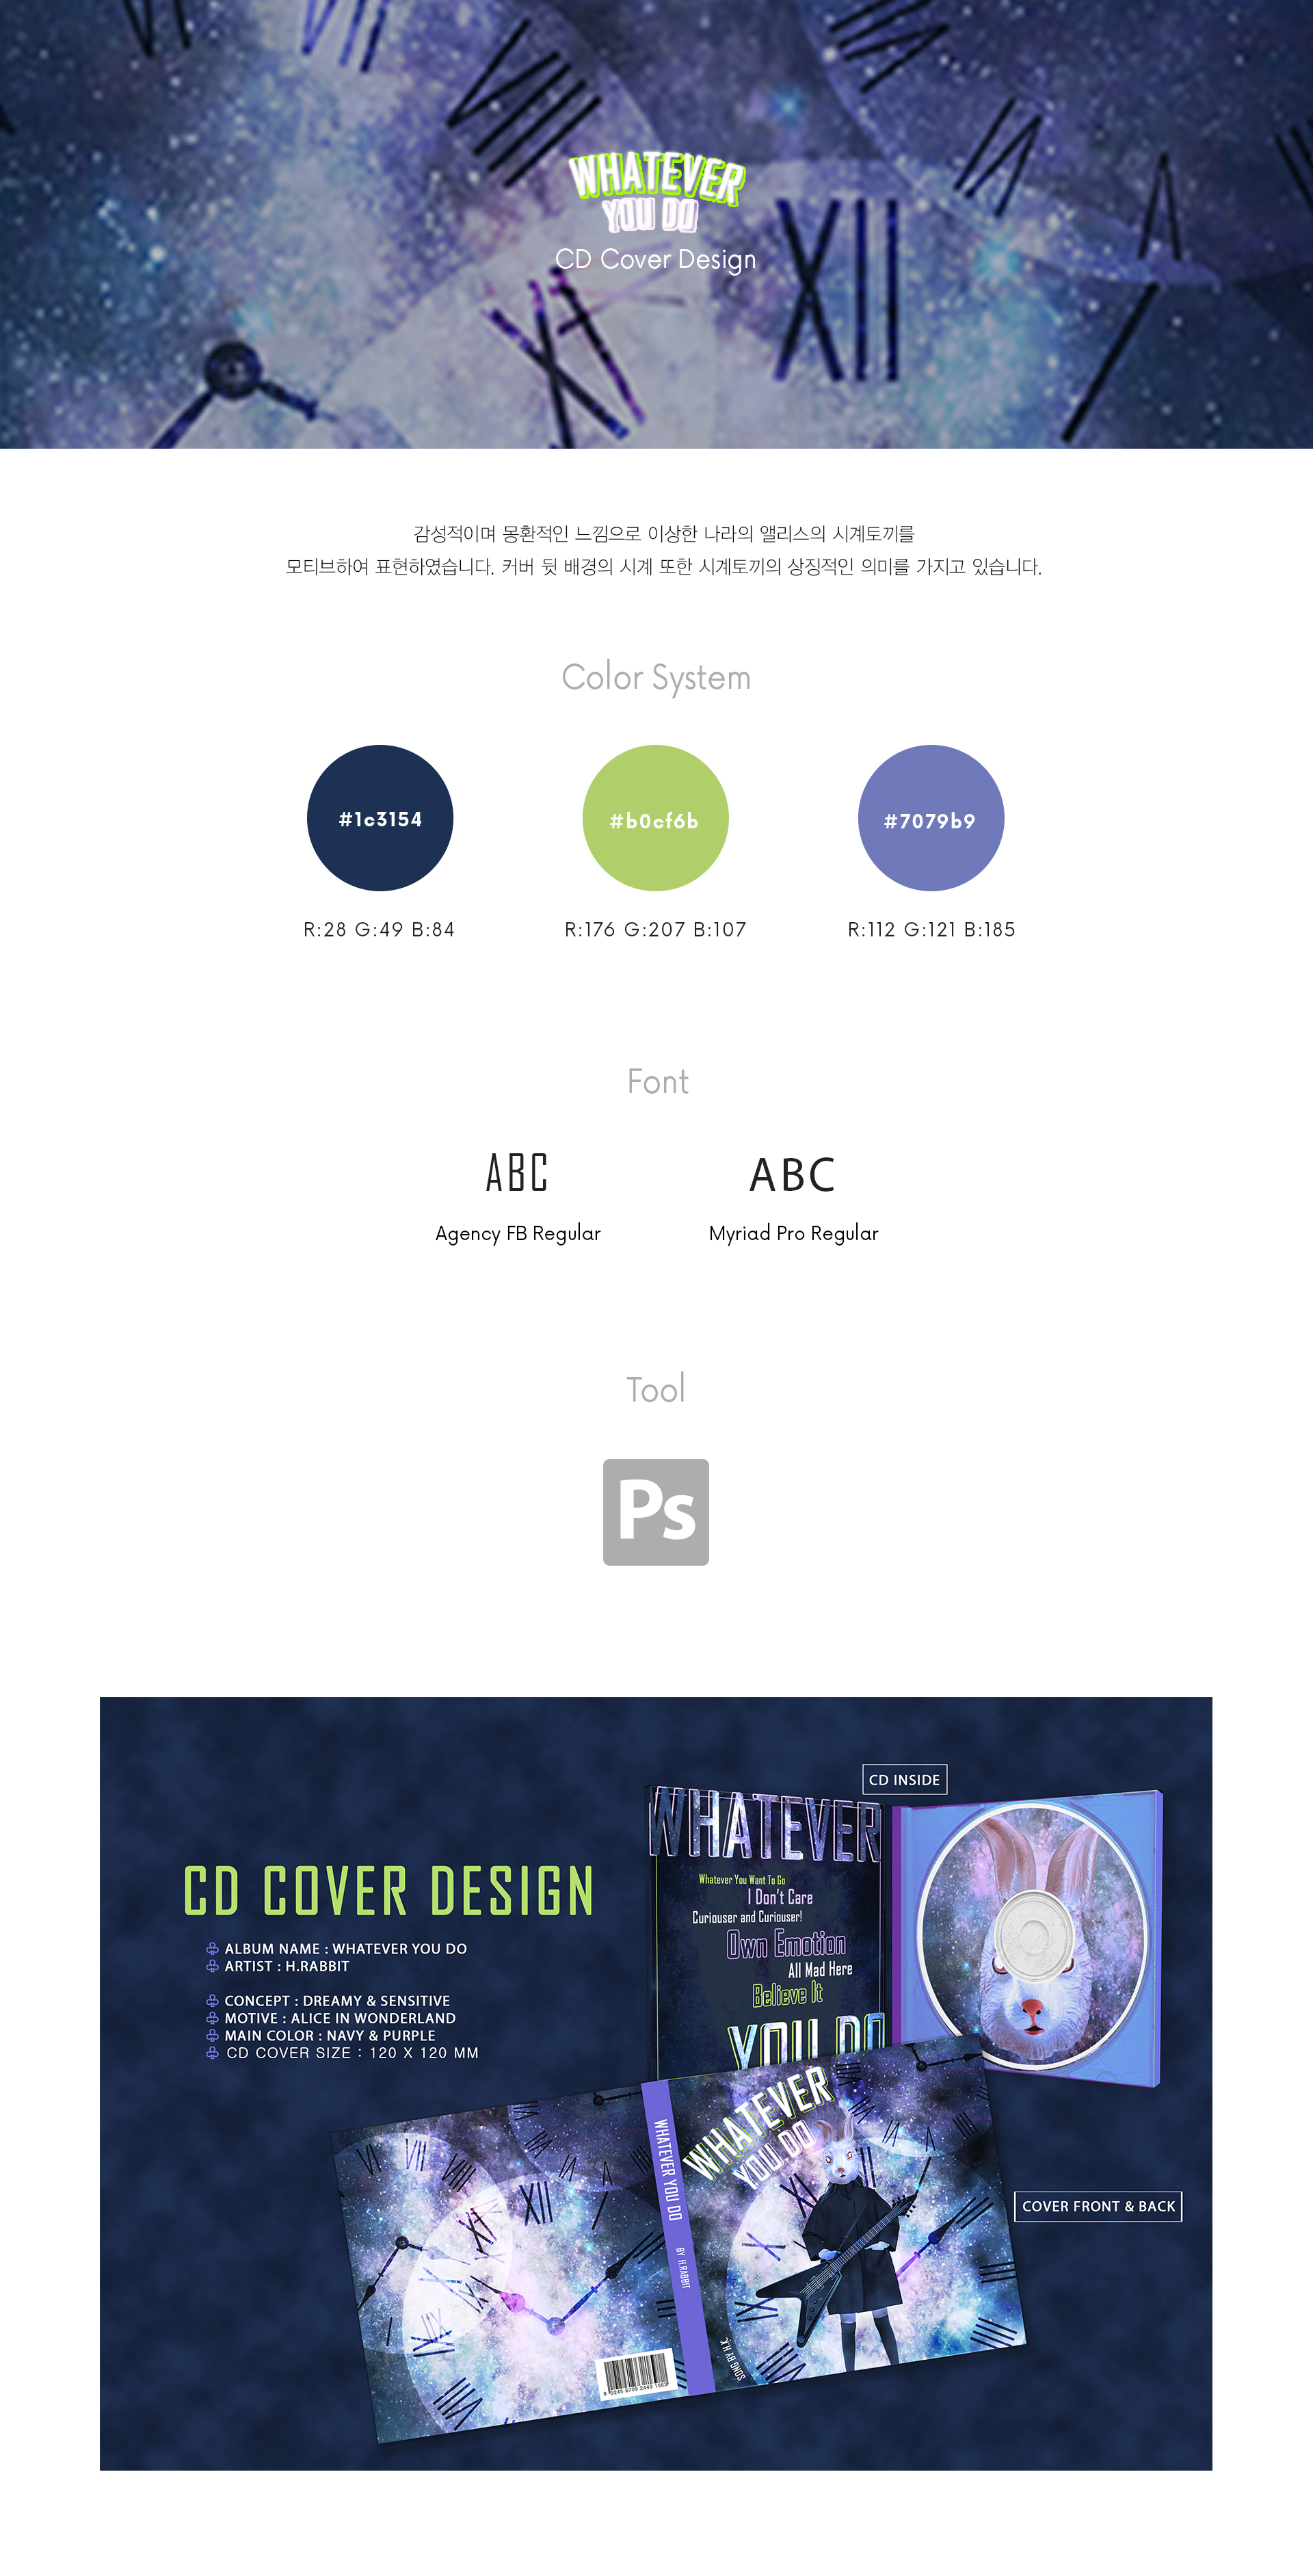 WHATEVER
YOU DO
CD Cover Design
감성적이며 몽환적인 느낌으로 이상한 나라의 앨리스의 시계토끼를
모티브하여 표현하였습니다. 커버 뒷 배경의 시계 또한 시계토끼의 상징적인 의미를 가지고 있습니다.
Color System
#1c3154
#b0cf6b
#7079b9
R:28 G:49 B:84
R:176 G:207 B:107
R:112 G:121 B:185
Font
ABC
ABC
Agency FB Regular
Myriad Pro Regular
Tool
Ps
CD INSIDE
WHATEVER
Whatever You Want To Go
I Don't Care
Curiouser and Curiouser!
Own Emotion
All Mad Here
Believe It
YOU DO
CD COVER DESIGN
ALBUM NAME : WHATEVER YOU DO
ARTIST : H.RABBIT
CONCEPT : DREAMY & SENSITIVE
MOTIVE : ALICE IN WONDERLAND
MAIN COLOR : NAVY & PURPLE
CD COVER SIZE : 120 X 120 MM
WHATEVER
YOU DO
WHATEVER YOU DO
BY H.RABBIT
COVER FRONT & BACK
SONG BY H.K.